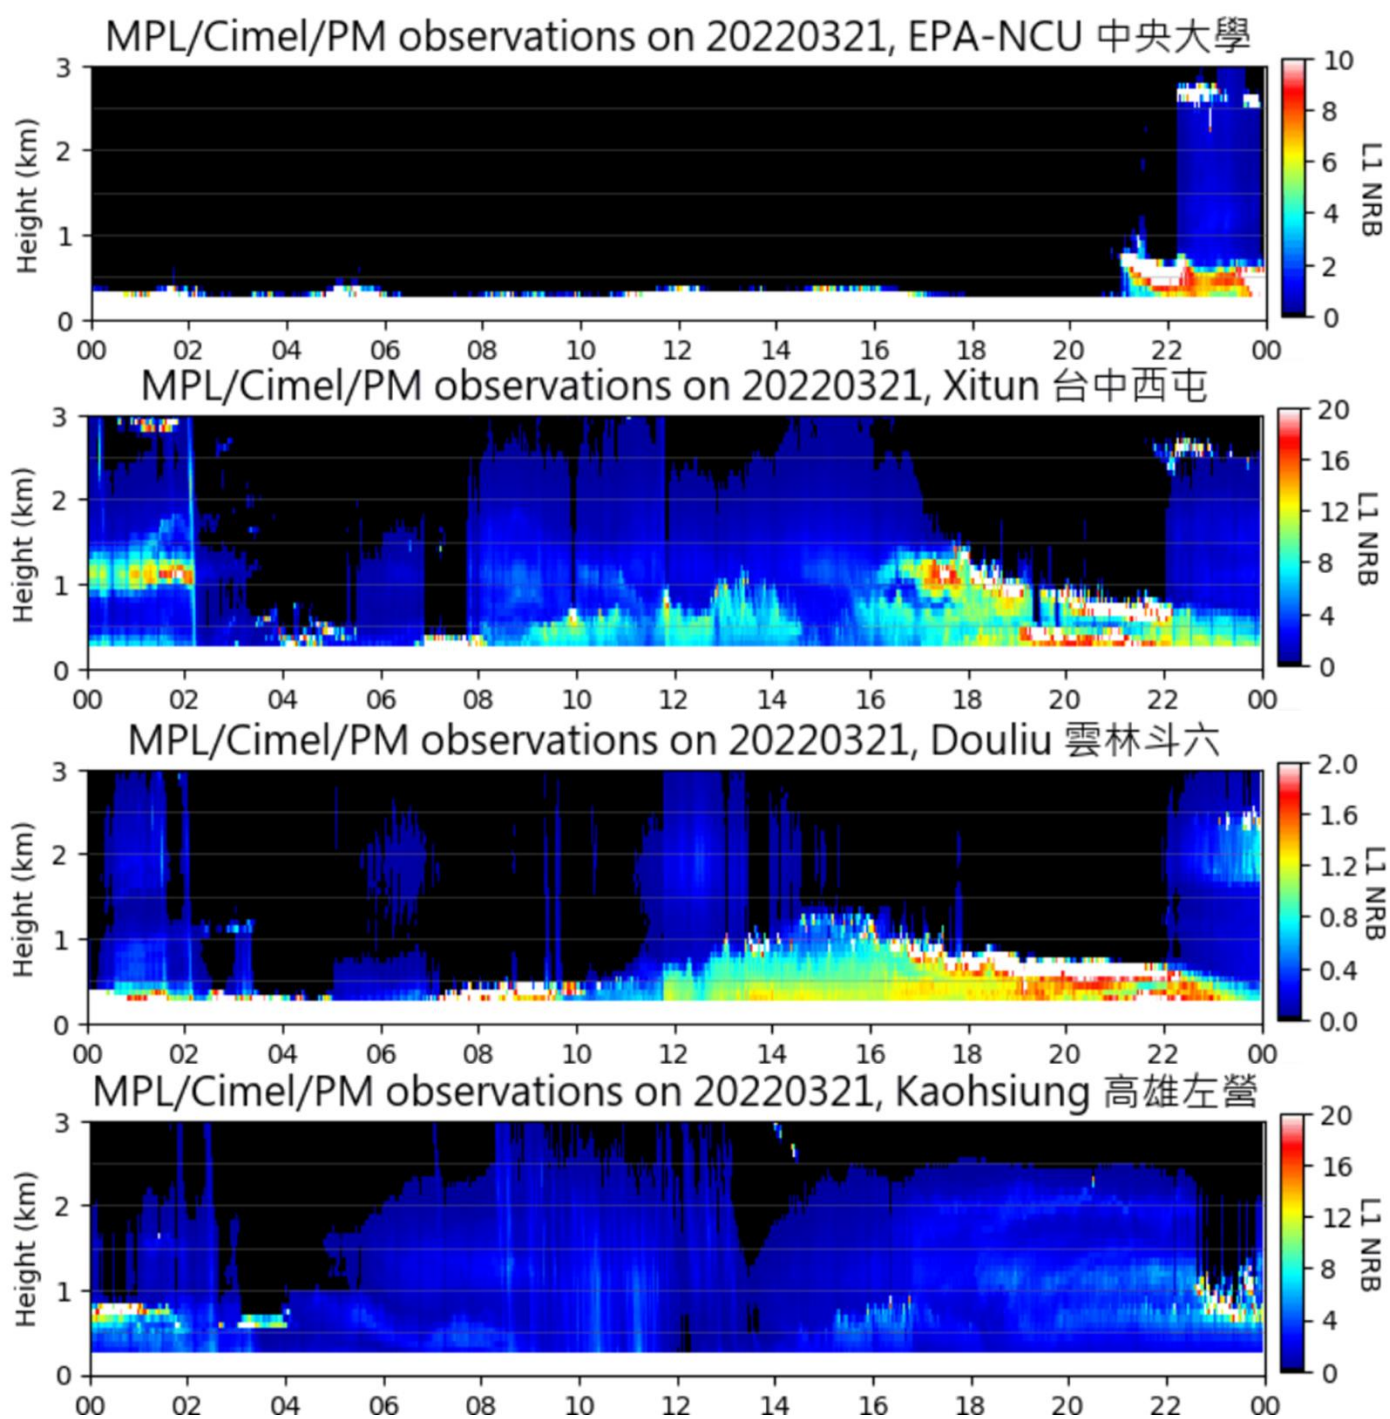 MPL/Cimel/PM observations on 20220321, EPA-NCU 中央大學
3
2
1
0
Height (km)
00 02 04 06 08 10 12 14 16 18 20 22 00
10
8
6
4
2
0
L1 NRB
MPL/Cimel/PM observations on 20220321, Xitun 台中西屯
3
2
1
0
Height (km)
00 02 04 06 08 10 12 14 16 18 20 22 00
20
16
12
8
4
0
L1 NRB
MPL/Cimel/PM observations on 20220321, Douliu 雲林斗六
3
2
1
0
Height (km)
00 02 04 06 08 10 12 14 16 18 20 22 00
2.0
1.6
1.2
0.8
0.4
0.0
L1 NRB
MPL/Cimel/PM observations on 20220321, Kaohsiung 高雄左營
3
2
1
0
Height (km)
00 02 04 06 08 10 12 14 16 18 20 22 00
20
16
12
8
4
0
L1 NRB